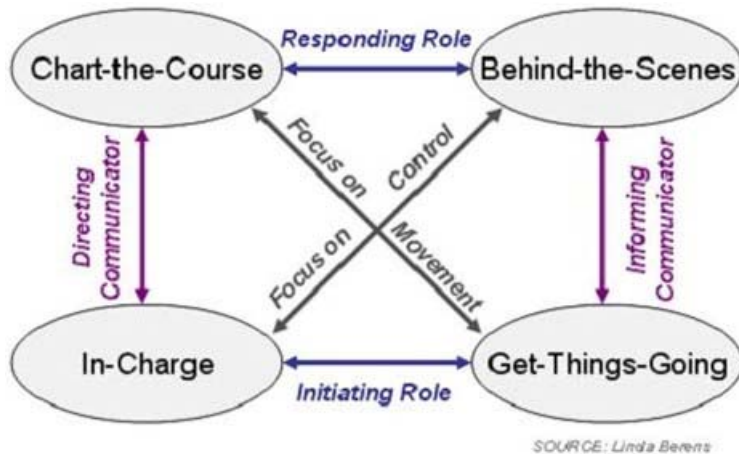 Responding Role
Chart-the-Course
Behind-the-Scenes
Directing
Communicator
Focus on
Control
Focus on
Movement
Informing
Communicator
In-Charge
Get-Things-Going
Initiating Role
SOURCE: Linda Berens